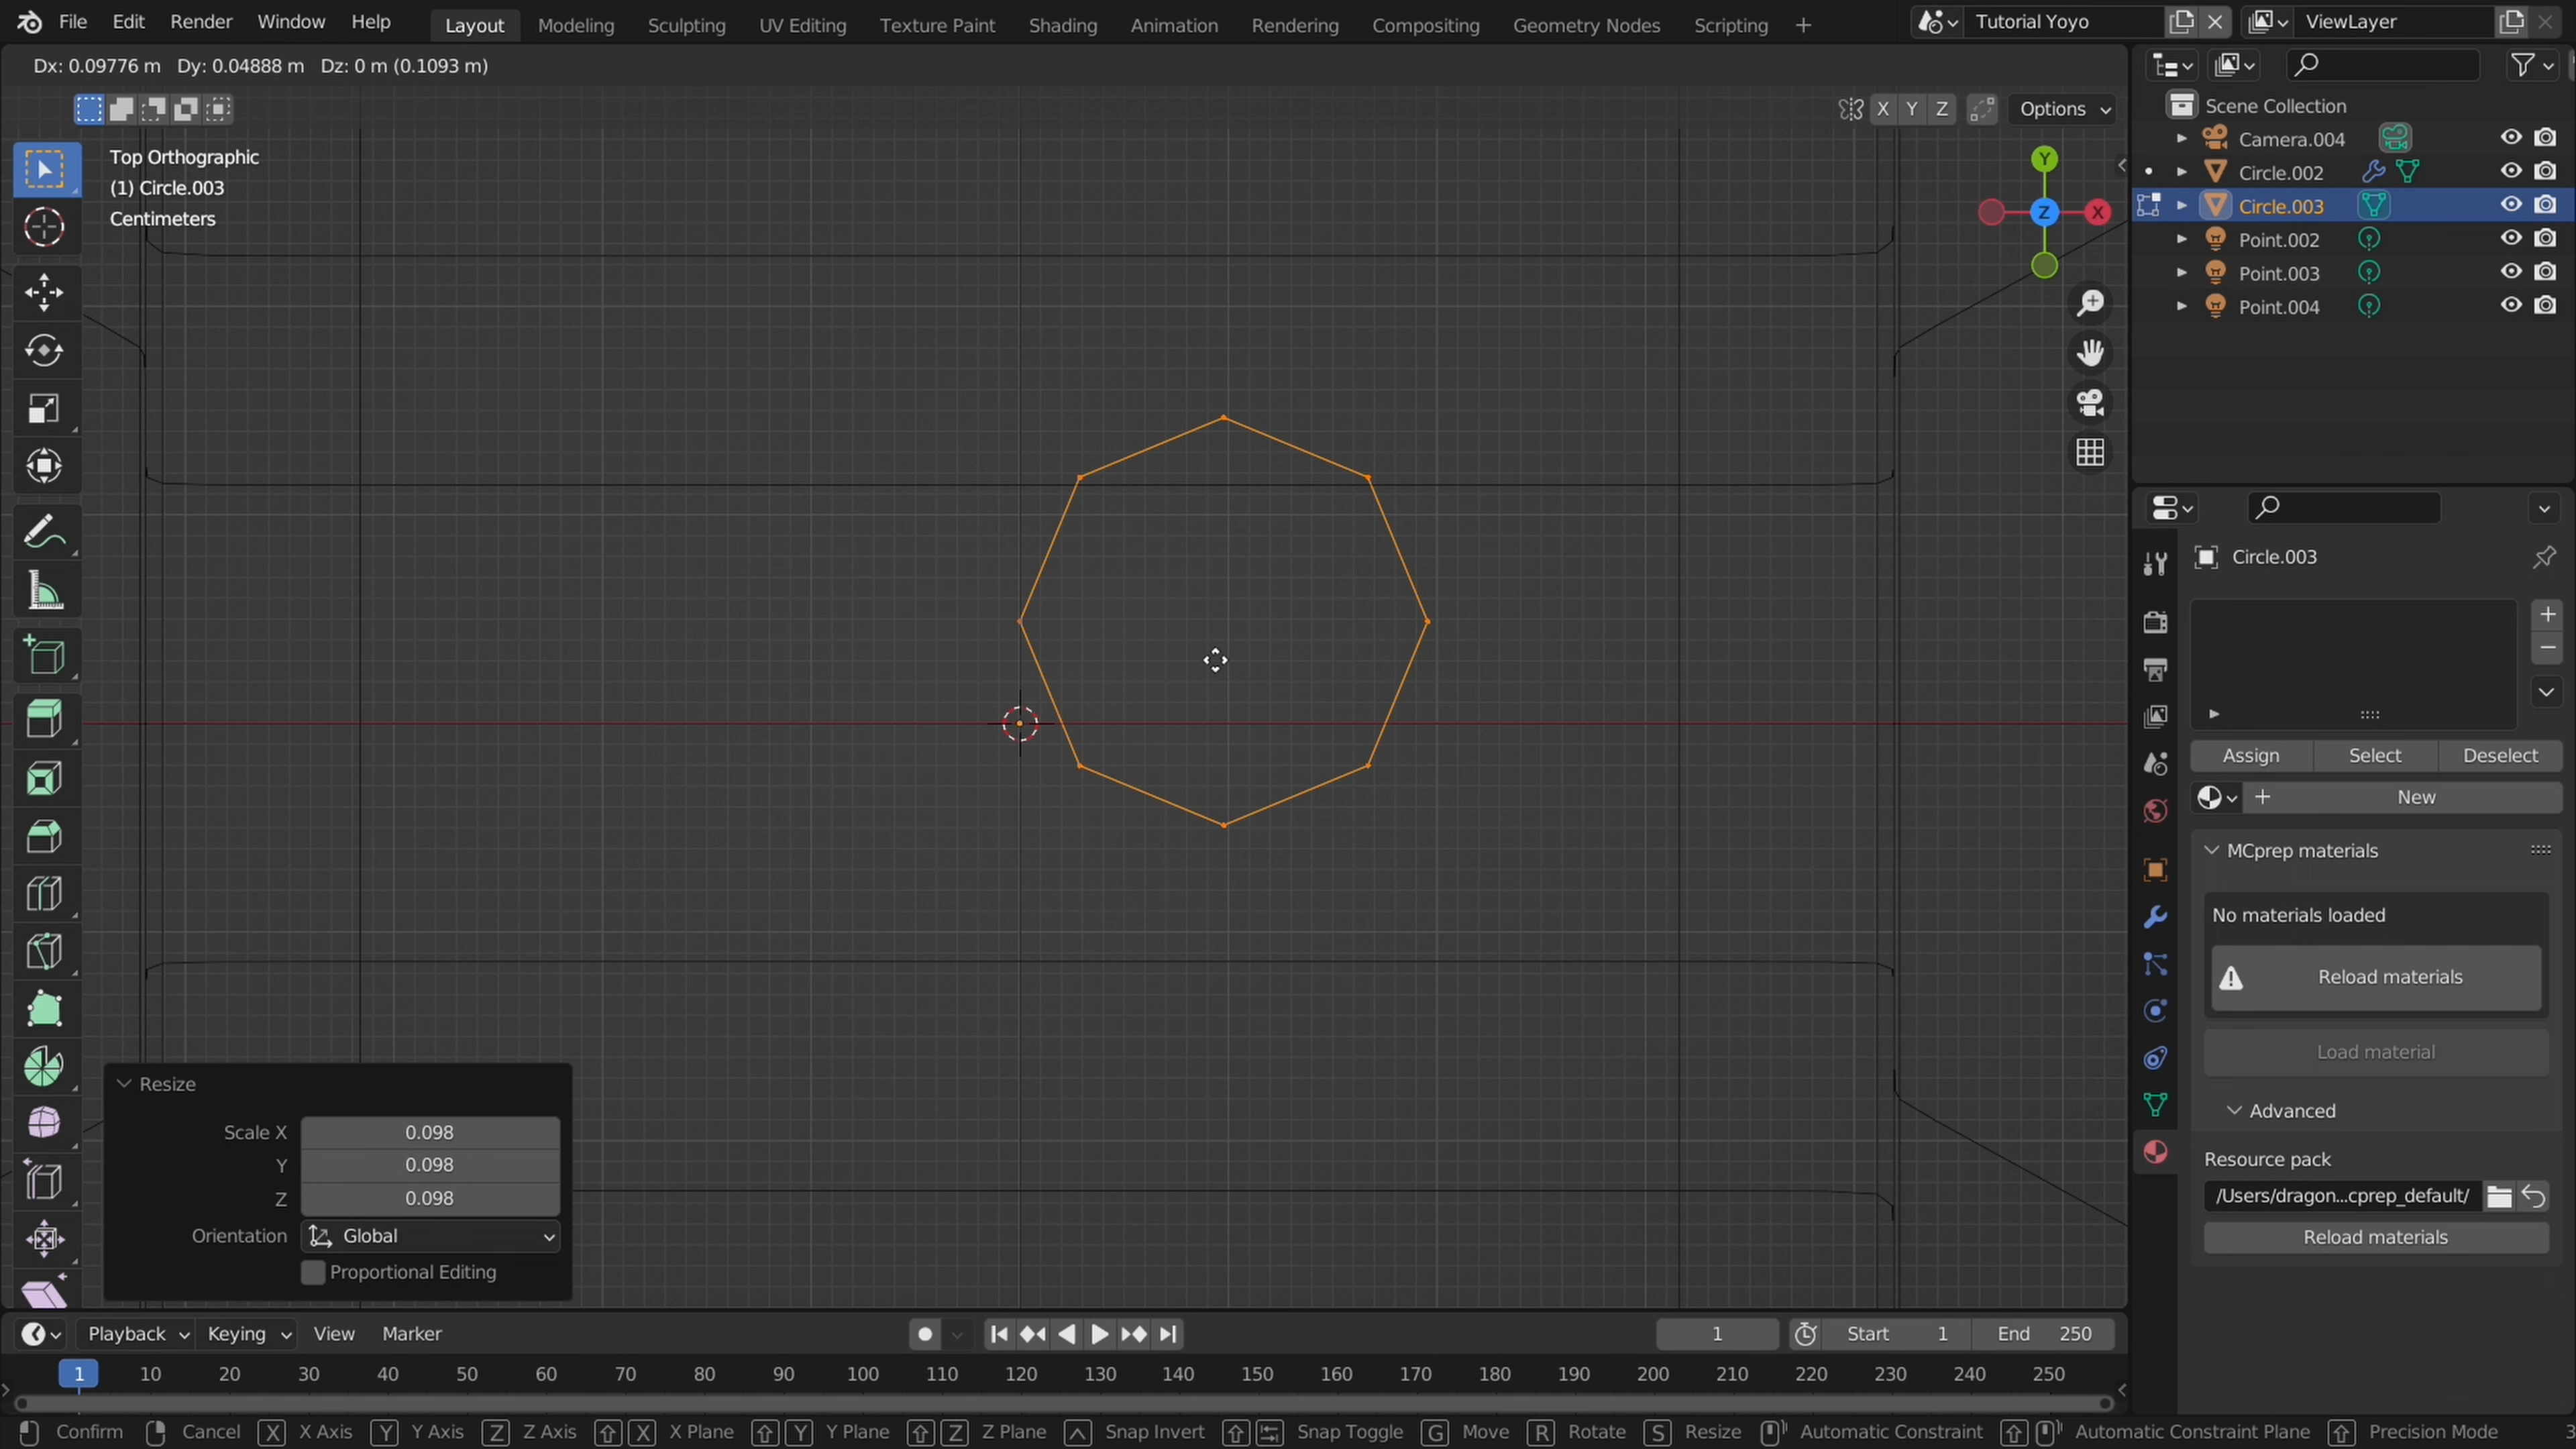 File Edit Render Window Help Layout Modeling Sculpting UV Editing Texture Paint Shading Animation Rendering Compositing Geometry Nodes Scripting + Tutorial Yoyo ViewLayer
Dx: 0.09776 m Dy: 0.04888 m Dz: 0 m (0.1093 m)
X Y Z Options
Top Orthographic
(1) Circle.003
Centimeters
Y
Z
X
Scene Collection
Camera.004
Circle.002
Circle.003
Point.002
Point.003
Point.004
Circle.003
Assign Select Deselect
New
MCprep materials
No materials loaded
Reload materials
Load material
Advanced
Resource pack
/Users/dragon...cprep_default/
Reload materials
Resize
Scale X 0.098
Y 0.098
Z 0.098
Orientation Global
Proportional Editing
Playback Keying View Marker 1 Start 1 End 250
1 10 20 30 40 50 60 70 80 90 100 110 120 130 140 150 160 170 180 190 200 210 220 230 240 250
Confirm Cancel X X Axis Y Y Axis Z Z Axis X X Plane Y Y Plane Z Z Plane Snap Invert Snap Toggle G Move R Rotate S Resize Automatic Constraint Automatic Constraint Plane Precision Mode